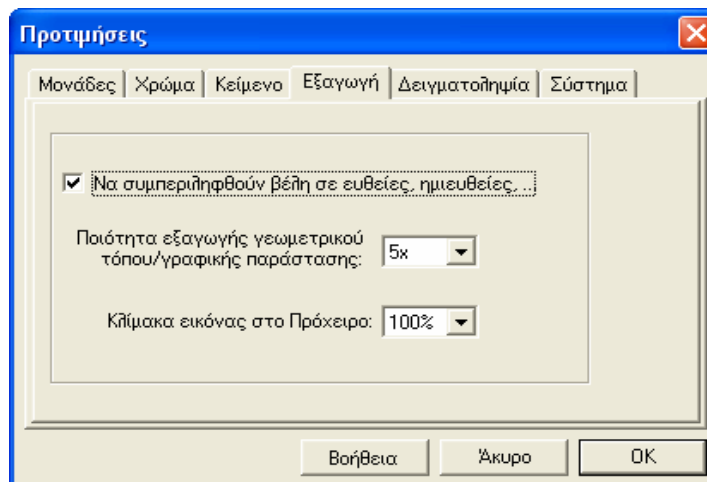 Προτιμήσεις
Μονάδες Χρώμα Κείμενο Εξαγωγή Δειγματοληψία Σύστημα
Να συμπεριληφθούν βέλη σε ευθείες, ημιευθείες, ..
Ποιότητα εξαγωγής γεωμετρικού
τόπου/γραφικής παράστασης: 5x
Κλίμακα εικόνας στο Πρόχειρο: 100%
Βοήθεια Άκυρο OK